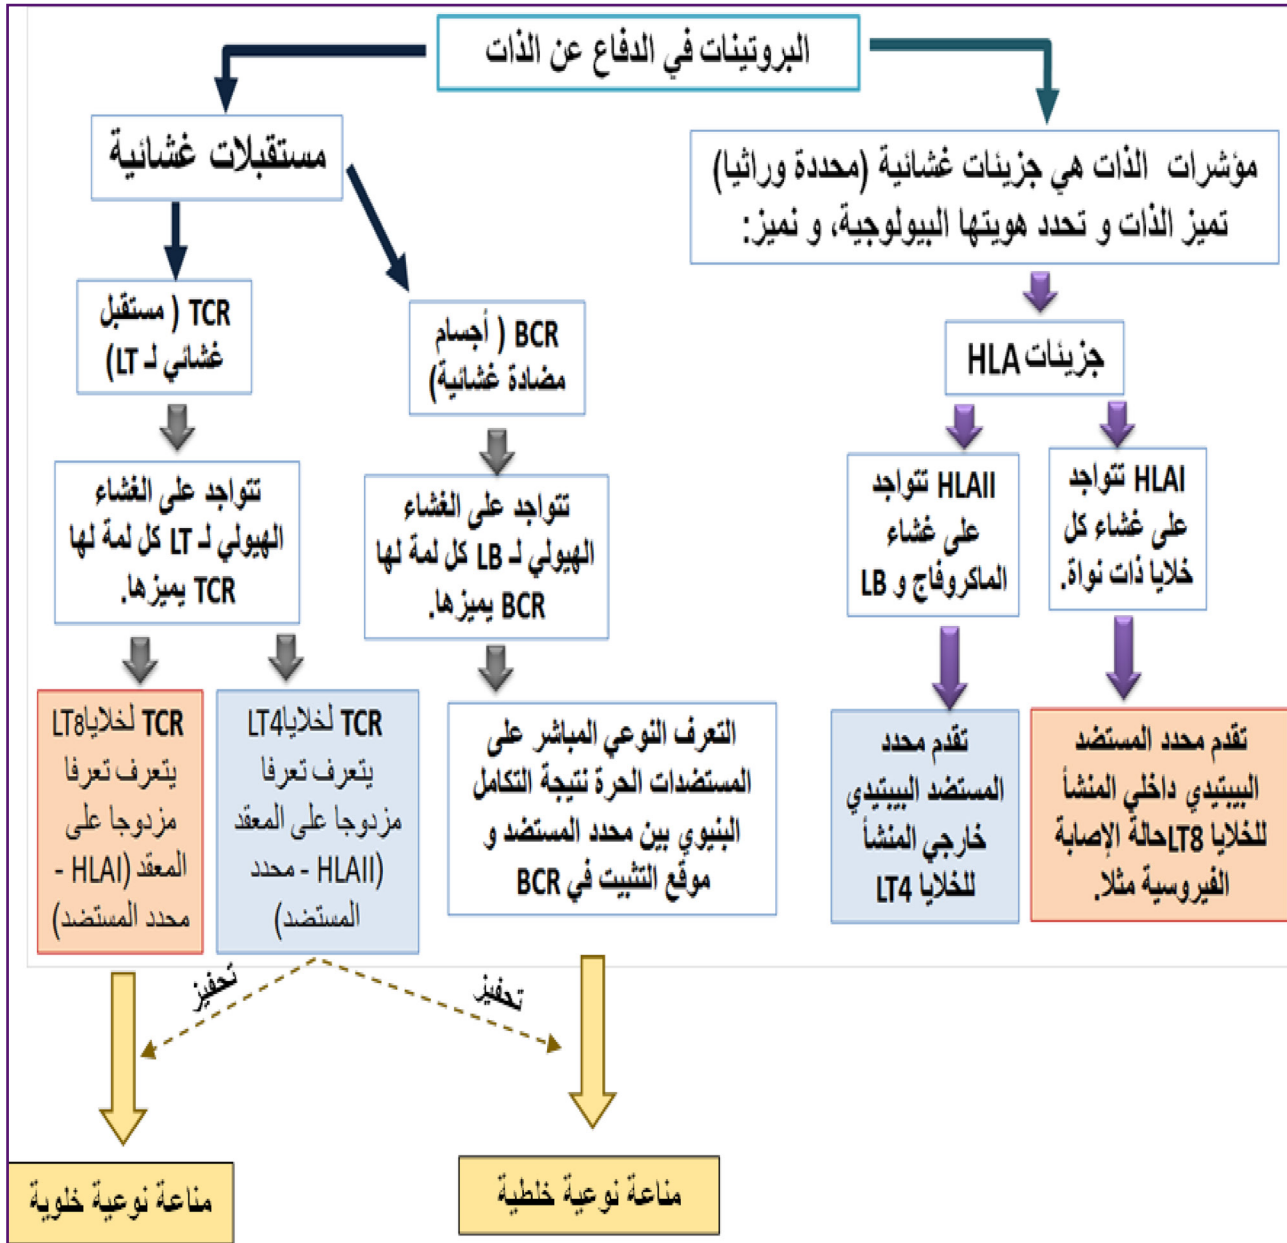 البروتينات في الدفاع عن الذات
مؤشرات الذات هي جزيئات غشائية (محددة وراثيا)
تميز الذات و تحدد هويتها البيولوجية، و نميز:
جزيئات HLA
HLAI تتواجد
على غشاء كل
خلايا ذات نواة.
HLAII تتواجد
على غشاء
الماكروفاج و LB
تقدم محدد المستضد
البيبتيدي داخلي المنشأ
للخلايا LT8حالة الإصابة
الفيروسية مثلا.
تقدم محدد
المستضد البيبتيدي
خارجي المنشأ
للخلايا LT4
مستقبلات غشائية
BCR ( أجسام
مضادة غشائية)
TCR ( مستقبل
غشائي لـ LT)
تتواجد على الغشاء
الهيولي لـ LB كل لمة لها
BCR يميزها.
تتواجد على الغشاء
الهيولي لـ LT كل لمة لها
TCR يميزها.
التعرف النوعي المباشر على
المستضدات الحرة نتيجة التكامل
البنيوي بين محدد المستضد و
موقع التثبيت في BCR
TCR لخلاياLT4
يتعرف تعرفا
مزدوجا على المعقد
(HLAII - محدد
المستضد)
TCR لخلاياLT8
يتعرف تعرفا
مزدوجا على
المعقد (HLAI -
محدد المستضد)
تحفيز
تحفيز
مناعة نوعية خلطية
مناعة نوعية خلوية